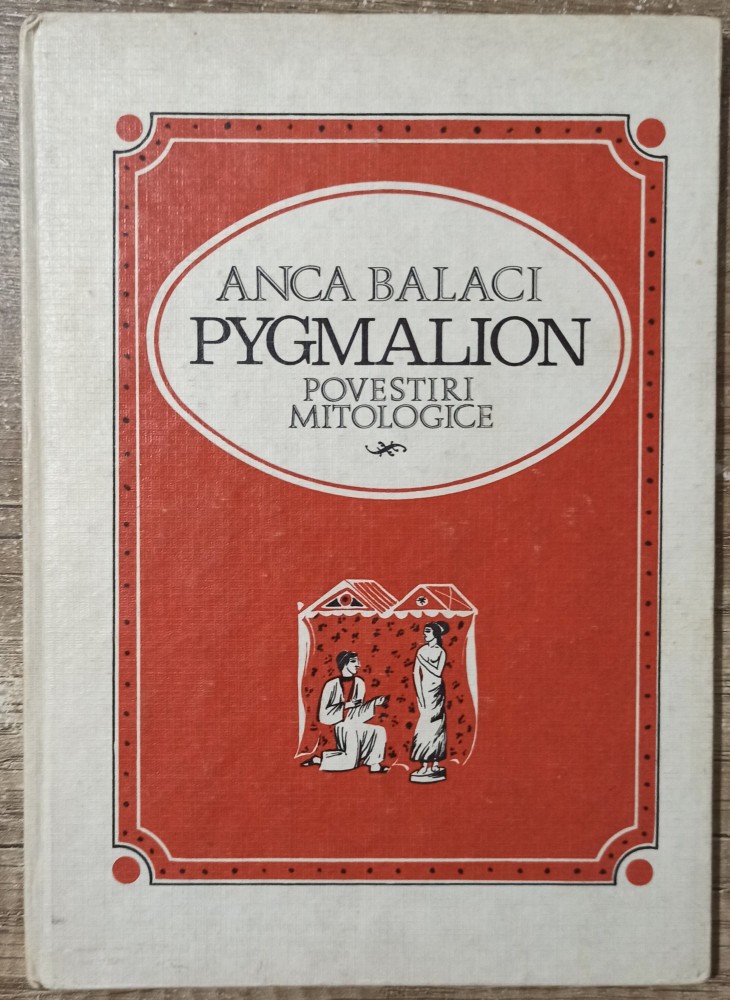 ANCA BALACI
PYGMALION
POVESTIRI
MITOLOGICE